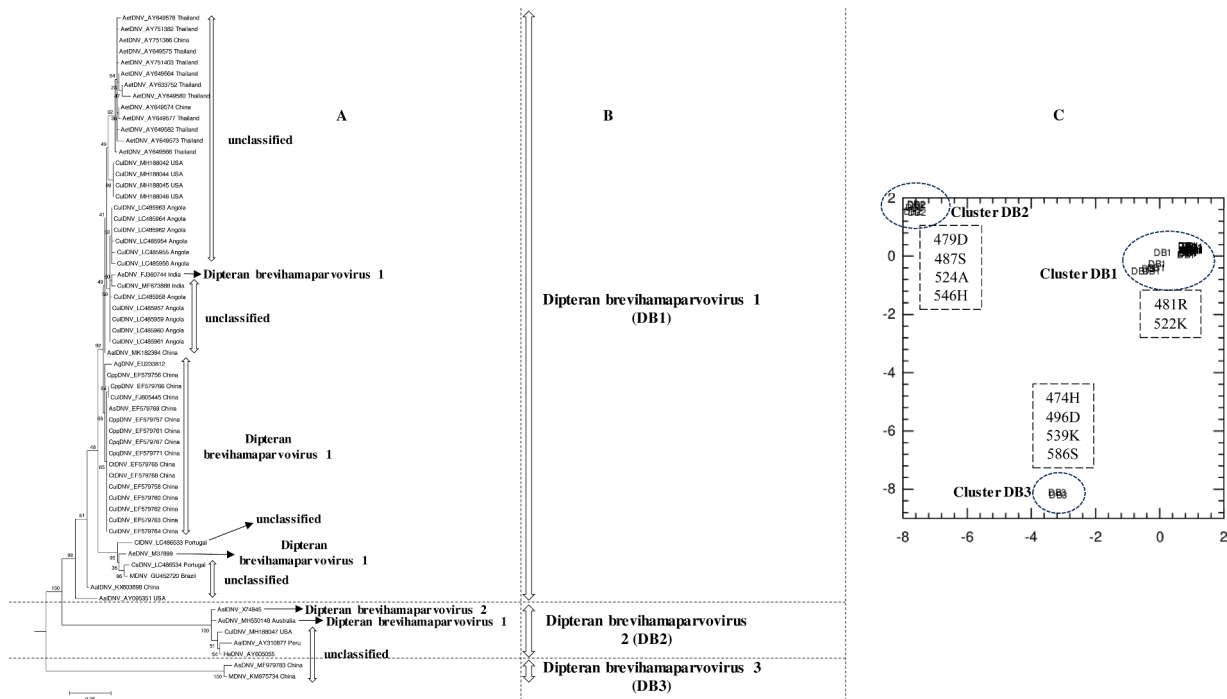 AetDNV_AY649578 Thailand
AetDNV_AY751382 Thailand
AetDNV_AY751386 China
AetDNV_AY649575 Thailand
AetDNV_AY751403 Thailand
AetDNV_AY649564 Thailand
AetDNV_AY633752 Thailand
AetDNV_AY649580 Thailand
AetDNV_AY649574 China
AetDNV_AY649577 Thailand
AetDNV_AY649582 Thailand
AetDNV_AY649573 Thailand
AetDNV_AY649566 Thailand
CulDNV_MH188042 USA
CulDNV_MH188044 USA
CulDNV_MH188045 USA
CulDNV_MH188046 USA
CulDNV_LC485963 Angola
CulDNV_LC485964 Angola
CulDNV_LC485962 Angola
CulDNV_LC485954 Angola
CulDNV_LC485955 Angola
CulDNV_LC485956 Angola
AeDNV_FJ360744 India
CulDNV_MF673888 India
CulDNV_LC485958 Angola
CulDNV_LC485957 Angola
CulDNV_LC485959 Angola
CulDNV_LC485960 Angola
CulDNV_LC485961 Angola
AalDNV_MK182384 China
AgDNV_EU233812
CppDNV_EF579756 China
CppDNV_EF579766 China
CulDNV_FJ805445 China
AsDNV_EF579769 China
CppDNV_EF579757 China
CppDNV_EF579761 China
CpqDNV_EF579767 China
CpqDNV_EF579771 China
CtDNV_EF579765 China
CtDNV_EF579768 China
CulDNV_EF579758 China
CulDNV_EF579760 China
CulDNV_EF579762 China
CulDNV_EF579763 China
CulDNV_EF579764 China
ClDNV_LC486533 Portugal
AeDNV_M37899
CsDNV_LC486534 Portugal
MDNV_GU452720 Brazil
AalDNV_KX603698 China
AalDNV_AY095351 USA
AalDNV_X74945
AeDNV_MH550148 Australia
CulDNV_MH188047 USA
AalDNV_AY310877 Peru
HeDNV_AY605055
AsDNV_MF979783 China
MDNV_KM975734 China
A
unclassified
Dipteran brevihamaparvovirus 1
unclassified
Dipteran
brevihamaparvovirus 1
unclassified
Dipteran
brevihamaparvovirus 1
unclassified
Dipteran brevihamaparvovirus 2
Dipteran brevihamaparvovirus 1
unclassified
B
Dipteran brevihamaparvovirus 1
(DB1)
Dipteran brevihamaparvovirus
2 (DB2)
Dipteran brevihamaparvovirus 3
(DB3)
C
2
0
-2
-4
-6
-8
-8
-6
-4
-2
0
2
Cluster DB2
479D
487S
524A
546H
DB1
Cluster DB1
481R
522K
474H
496D
539K
586S
Cluster DB3
DB3